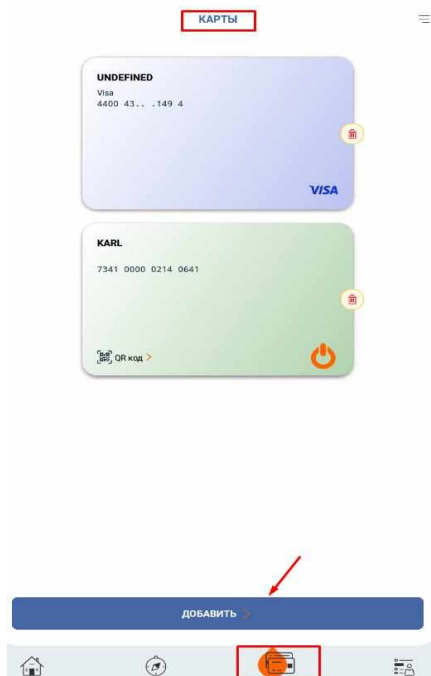 КАРТЫ
UNDEFINED
Visa
4400 43.. .149 4
VISA
KARL
7341 0000 0214 0641
QR код >
ДОБАВИТЬ >